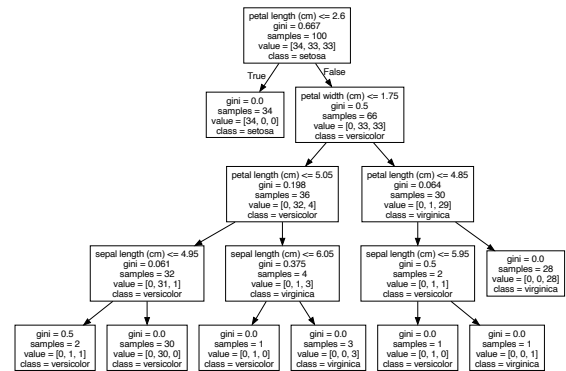 petal length (cm) <= 2.6
gini = 0.667
samples = 100
value = [34, 33, 33]
class = setosa
True
False
gini = 0.0
samples = 34
value = [34, 0, 0]
class = setosa
petal width (cm) <= 1.75
gini = 0.5
samples = 66
value = [0, 33, 33]
class = versicolor
petal length (cm) <= 5.05
gini = 0.198
samples = 36
value = [0, 32, 4]
class = versicolor
petal length (cm) <= 4.85
gini = 0.064
samples = 30
value = [0, 1, 29]
class = virginica
sepal length (cm) <= 4.95
gini = 0.061
samples = 32
value = [0, 31, 1]
class = versicolor
sepal length (cm) <= 6.05
gini = 0.375
samples = 4
value = [0, 1, 3]
class = virginica
sepal length (cm) <= 5.95
gini = 0.5
samples = 2
value = [0, 1, 1]
class = versicolor
gini = 0.0
samples = 28
value = [0, 0, 28]
class = virginica
gini = 0.5
samples = 2
value = [0, 1, 1]
class = versicolor
gini = 0.0
samples = 30
value = [0, 30, 0]
class = versicolor
gini = 0.0
samples = 1
value = [0, 1, 0]
class = versicolor
gini = 0.0
samples = 3
value = [0, 0, 3]
class = virginica
gini = 0.0
samples = 1
value = [0, 1, 0]
class = versicolor
gini = 0.0
samples = 1
value = [0, 0, 1]
class = virginica